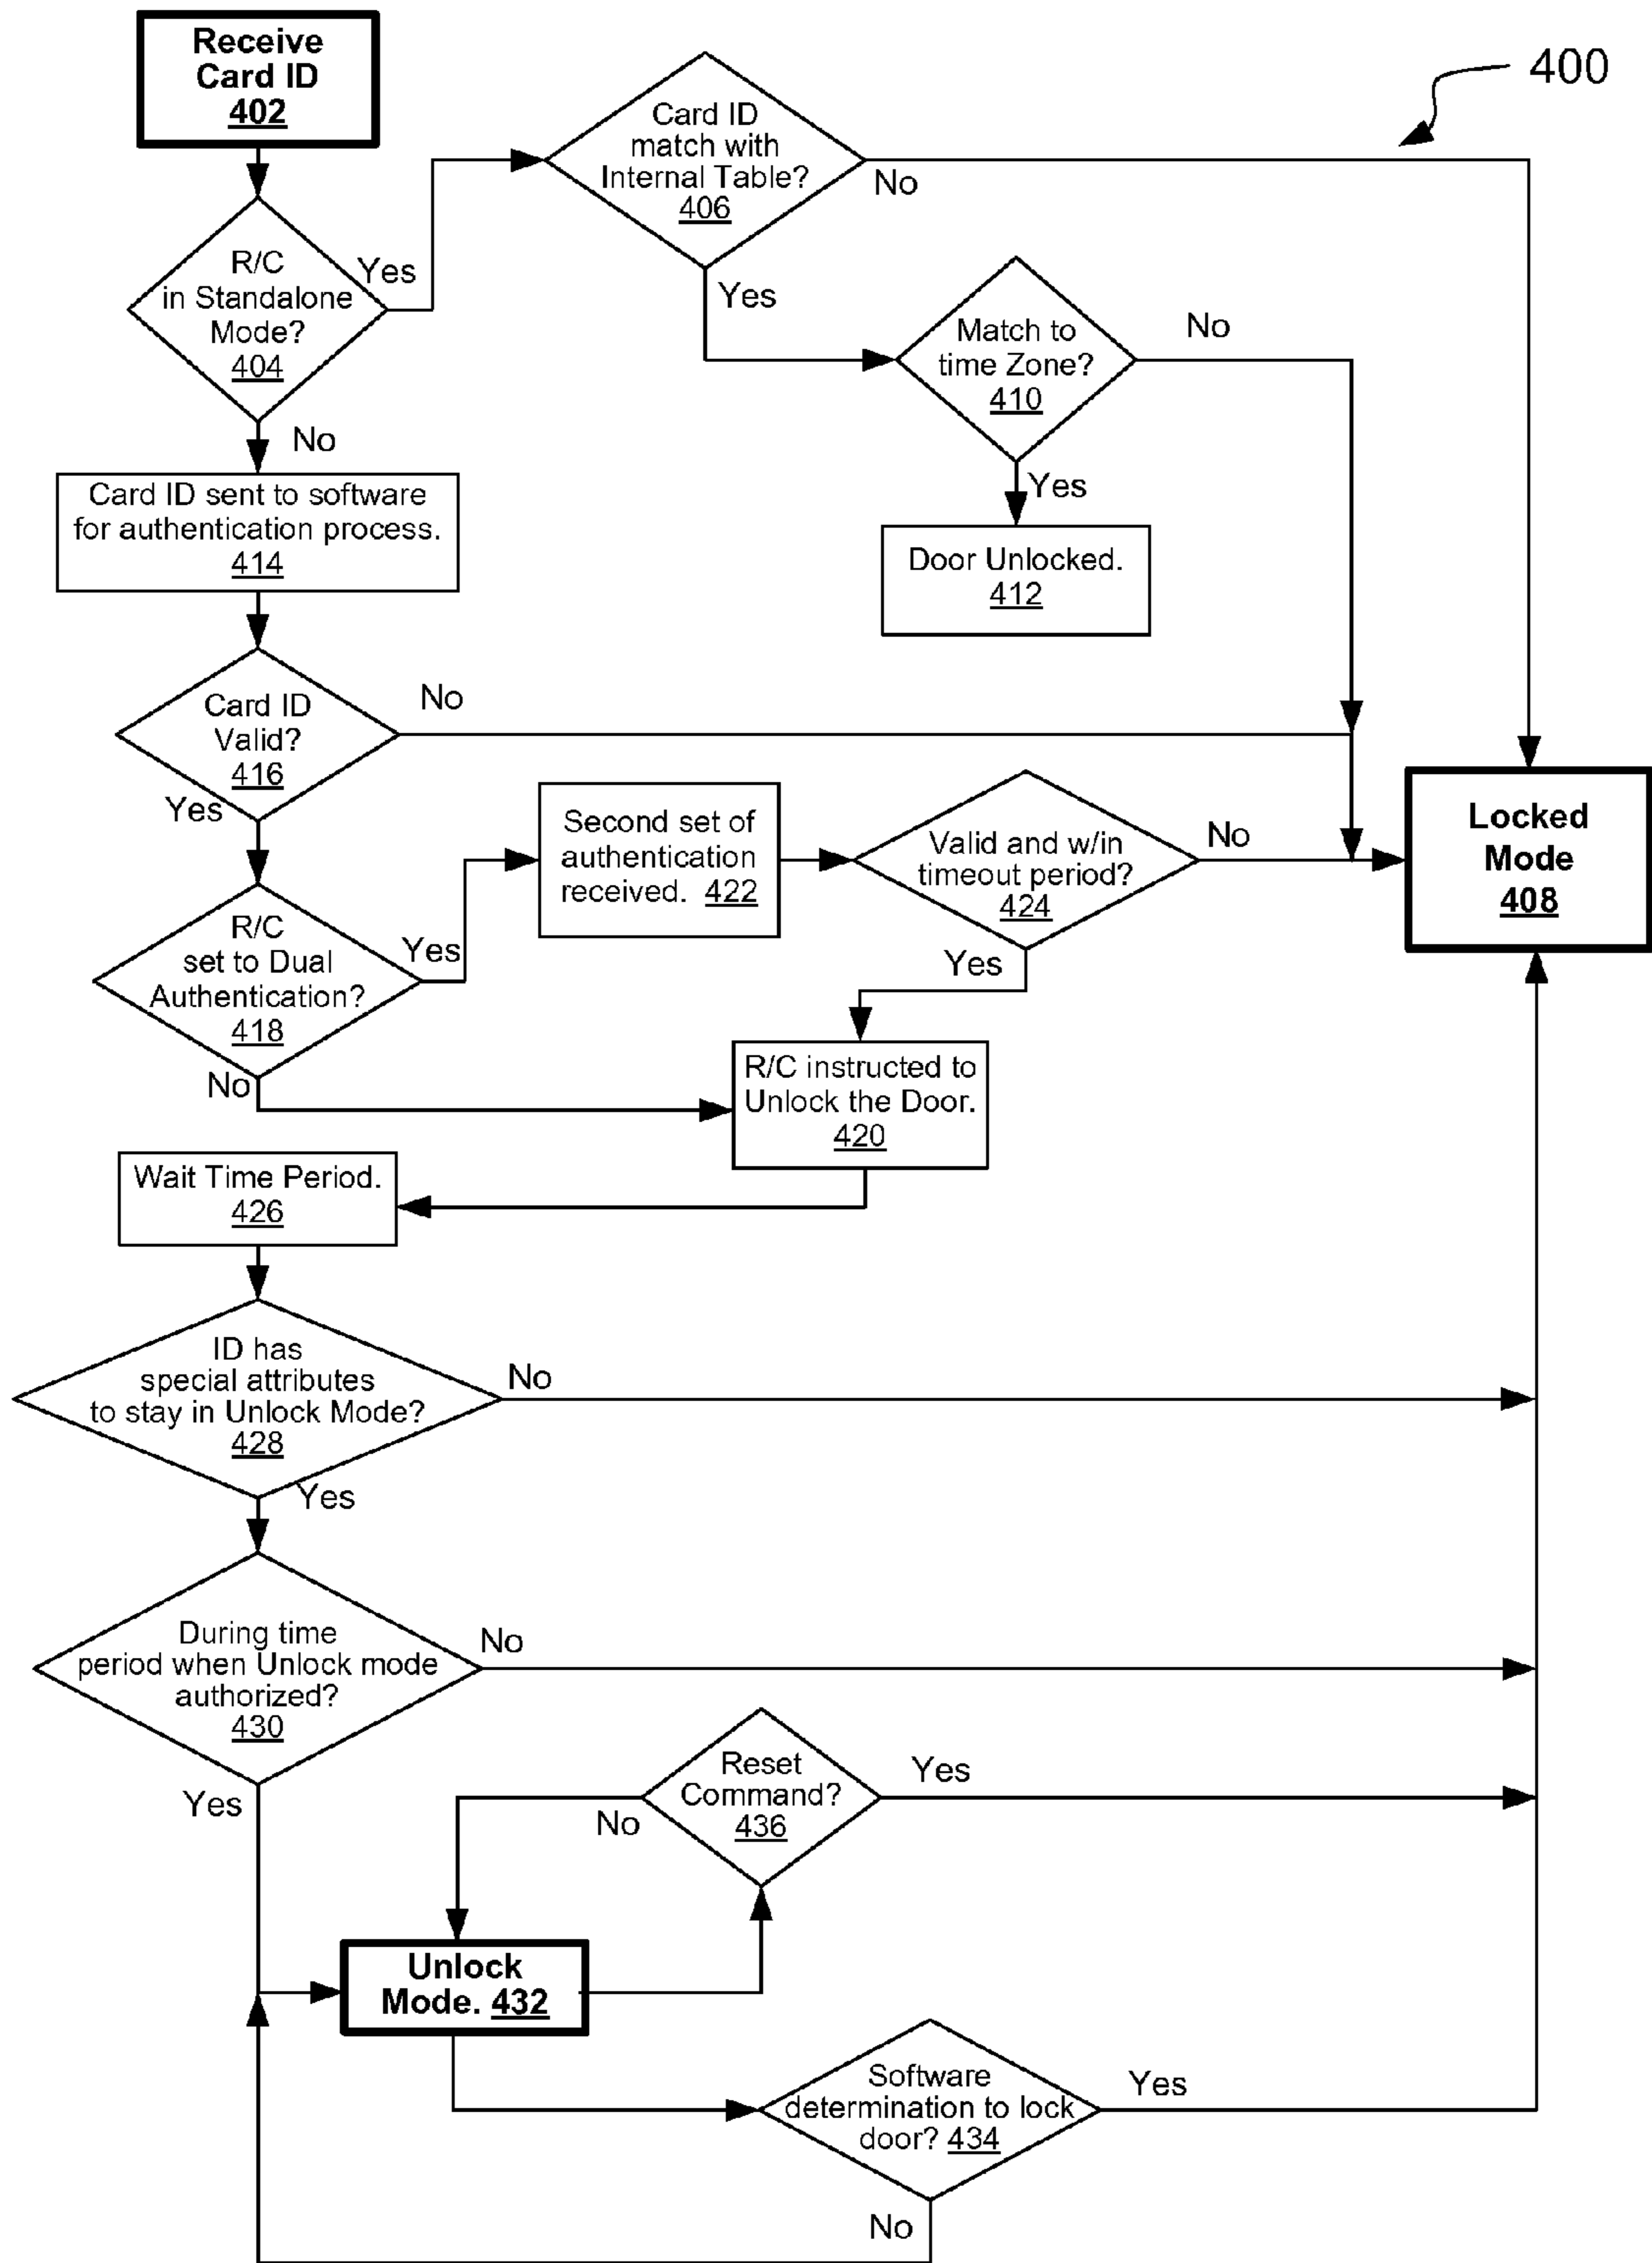 Receive
Card ID
402
400
Card ID
match with
Internal Table?
406
No
Yes
R/C
in Standalone
Mode?
404
Yes
No
Match to
time Zone?
410
No
Yes
Door Unlocked.
412
Card ID sent to software
for authentication process.
414
Card ID
Valid?
416
No
Yes
Second set of
authentication
received. 422
Valid and w/in
timeout period?
424
No
Yes
Locked
Mode
408
R/C
set to Dual
Authentication?
418
Yes
No
R/C instructed to
Unlock the Door.
420
Wait Time Period.
426
ID has
special attributes
to stay in Unlock Mode?
428
No
Yes
During time
period when Unlock mode
authorized?
430
No
Yes
Reset
Command?
436
Yes
No
Unlock
Mode. 432
Software
determination to lock
door? 434
Yes
No